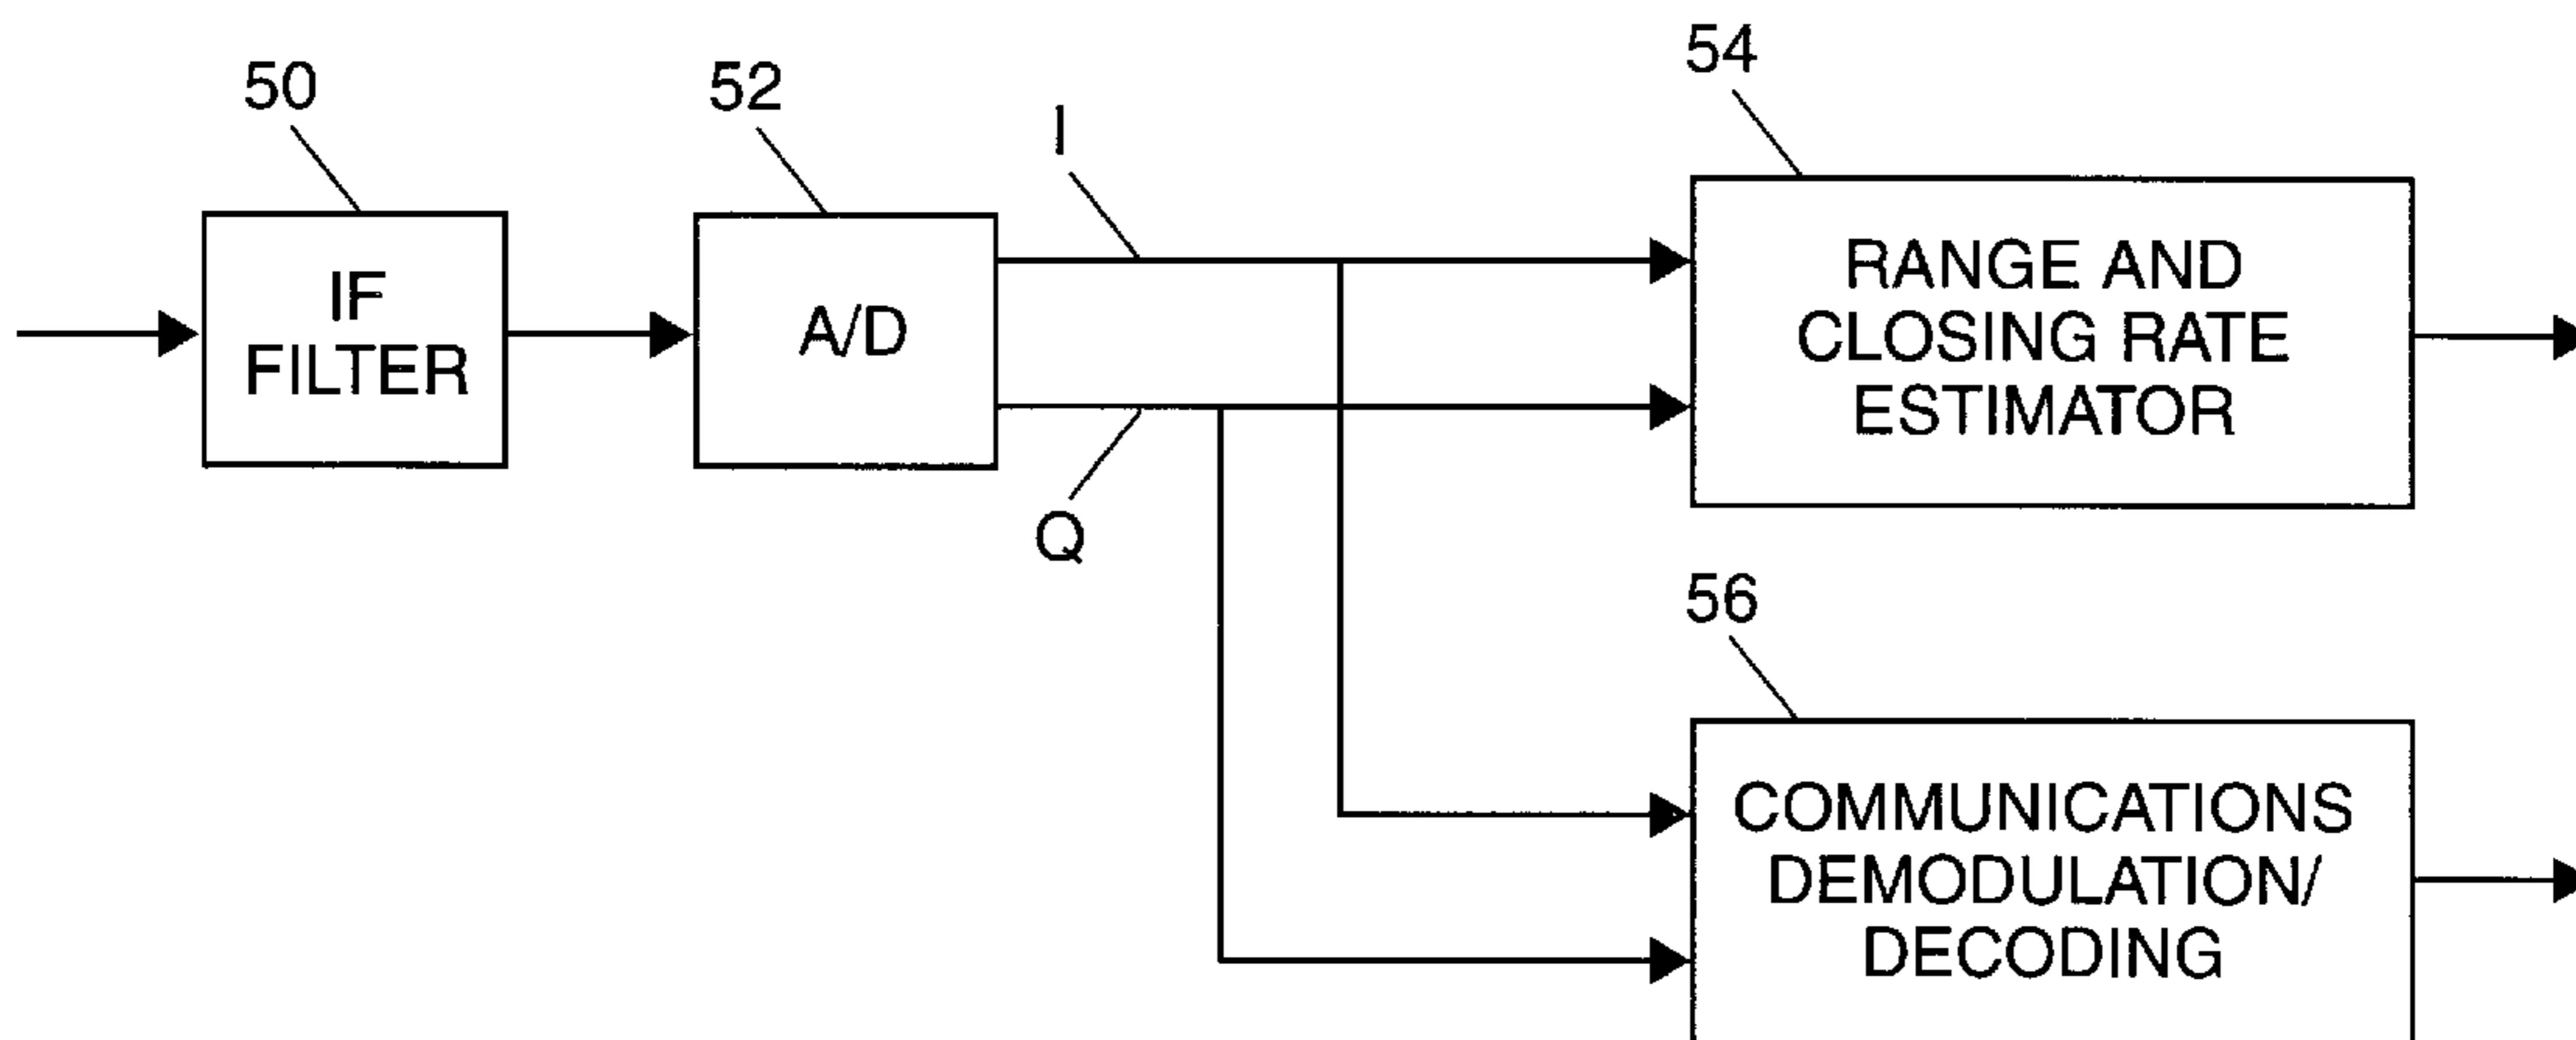 50
52
54
I
IF
FILTER
A/D
RANGE AND
CLOSING RATE
ESTIMATOR
Q
56
COMMUNICATIONS
DEMODULATION/
DECODING